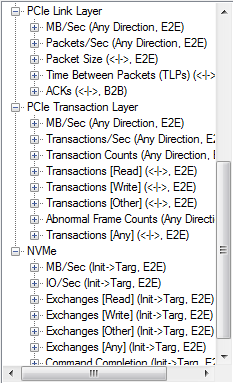 PCIe Link Layer
MB/Sec (Any Direction, E2E)
Packets/Sec (Any Direction, E2E)
Packet Size (<-|->, E2E)
Time Between Packets (TLPs) (<-|->
ACKs (<-|->, B2B)
PCIe Transaction Layer
MB/Sec (Any Direction, E2E)
Transactions/Sec (Any Direction, E
Transaction Counts (Any Direction,
Transactions [Read] (<-|->, E2E)
Transactions [Write] (<-|->, E2E)
Transactions [Other] (<-|->, E2E)
Abnormal Frame Counts (Any Directi
Transactions [Any] (<-|->, E2E)
NVMe
MB/Sec (Init->Targ, E2E)
IO/Sec (Init->Targ, E2E)
Exchanges [Read] (Init->Targ, E2E)
Exchanges [Write] (Init->Targ, E2E)
Exchanges [Other] (Init->Targ, E2E)
Exchanges [Any] (Init->Targ, E2E)
Command Completion (Init->Targ, E